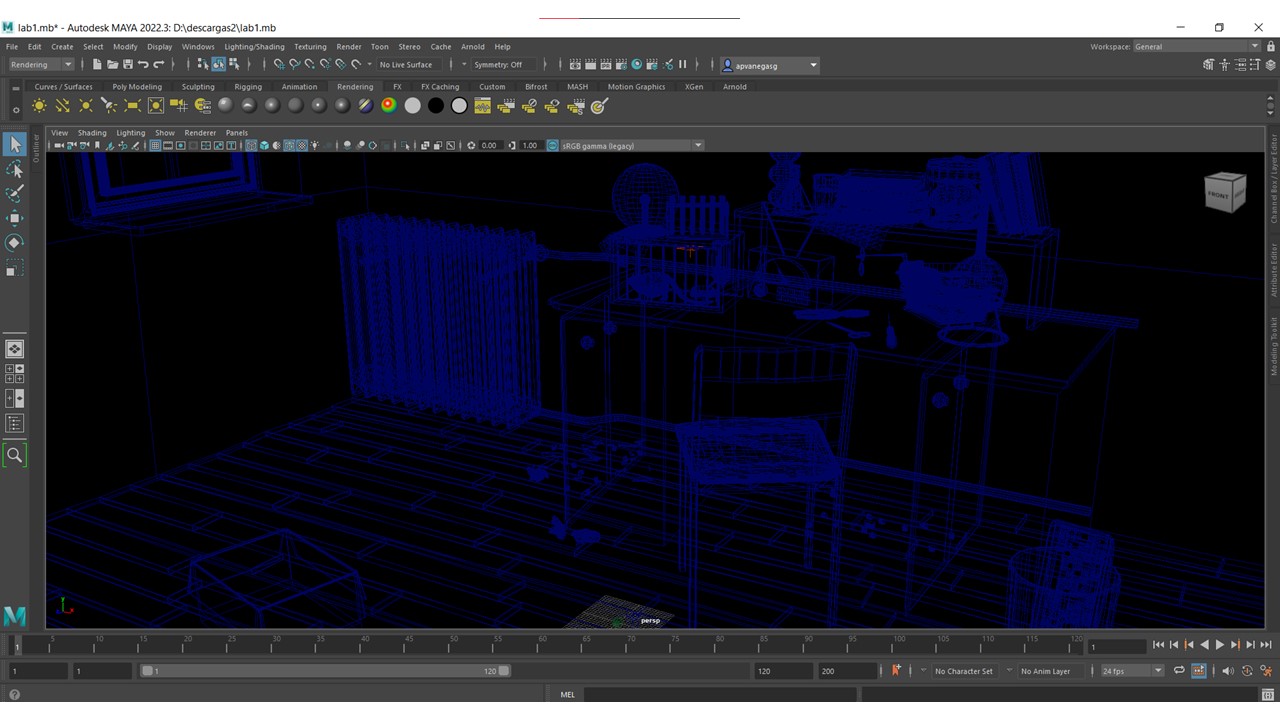 lab1.mb* - Autodesk MAYA 2022.3: D:\descargas2\lab1.mb
File Edit Create Select Modify Display Windows Lighting/Shading Texturing Render Toon Stereo Cache Arnold Help
Workspace: General
Rendering No Live Surface Symmetry: Off apvanegasg
Curves / Surfaces Poly Modeling Sculpting Rigging Animation Rendering FX FX Caching Custom Bifrost MASH Motion Graphics XGen Arnold
View Shading Lighting Show Renderer Panels
0.00 1.00 sRGB gamma (legacy)
Outliner
Channel Box / Layer Editor
Attribute Editor
Modeling Toolkit
FRONT
persp
1 5 10 15 20 25 30 35 40 45 50 55 60 65 70 75 80 85 90 95 100 105 110 115 120 1
1 1 1 120 120 200 No Character Set No Anim Layer 24 fps
MEL